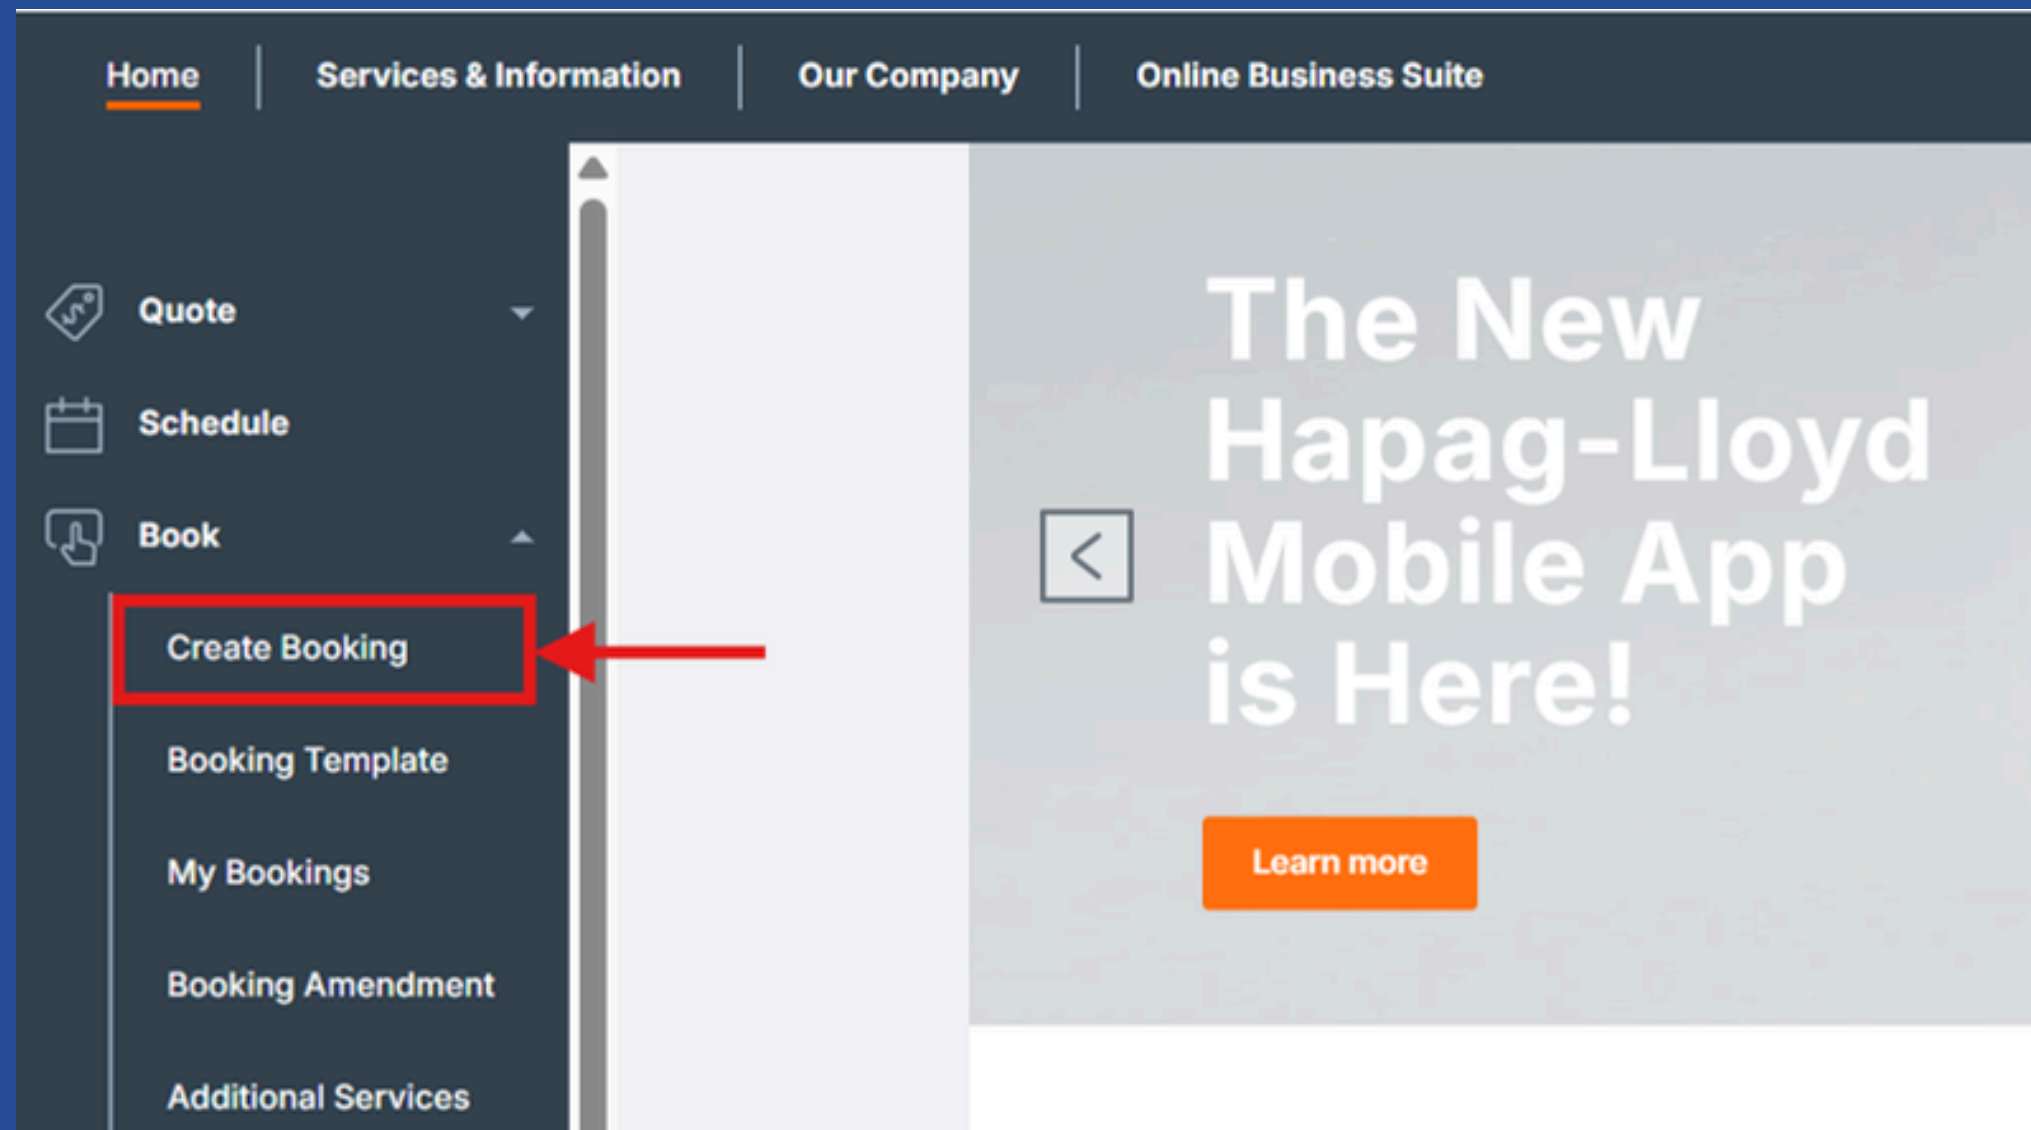 Home
Services & Information
Our Company
Online Business Suite
Quote
Schedule
Book
Create Booking
Booking Template
My Bookings
Booking Amendment
Additional Services
The New
Hapag-Lloyd
Mobile App
is Here!
Learn more